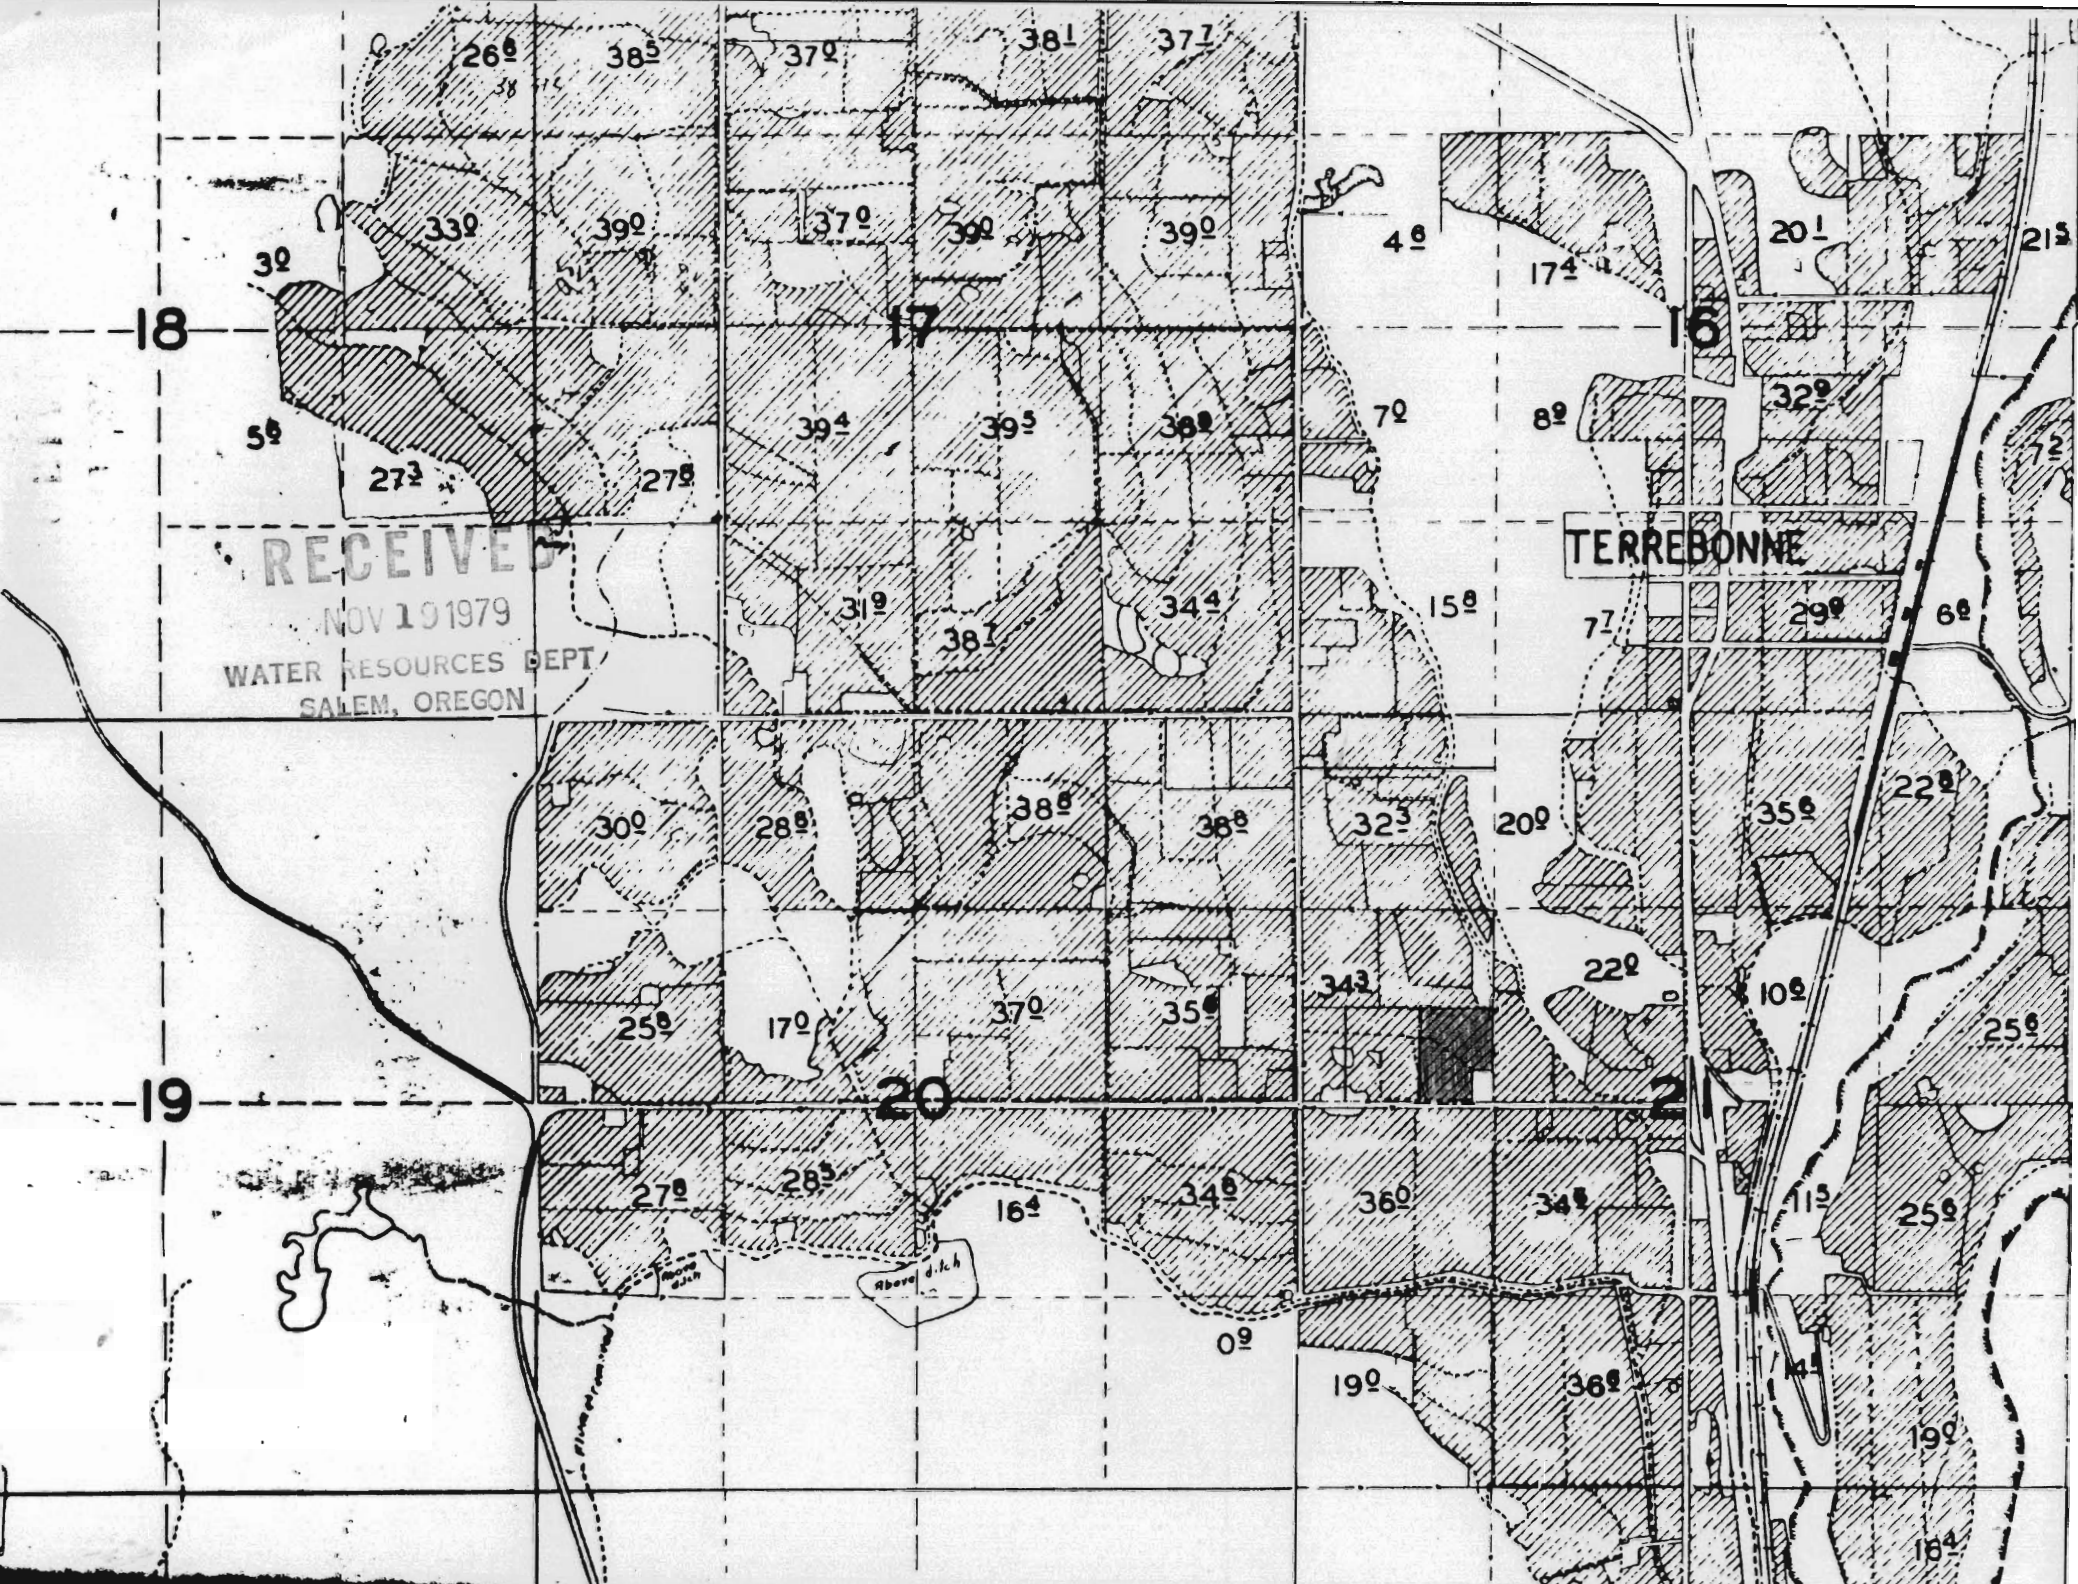 26 8 38 5 37 0 38 1 37 7
33 0 39 0 37 0 39 0 39 0 4 6 17 4 20 1 21 5
3 0
18 17 16
5 6 27 3 27 8 39 4 39 5 38 8 7 0 8 9 32 9 7 2
RECEIVED
NOV 19 1979
WATER RESOURCES DEPT
SALEM, OREGON
TERREBONNE
31 9 38 7 34 4 15 8 7 7 29 9 6 8
30 0 28 8 38 8 38 8 32 3 20 0 35 6 22 8
25 8 17 0 37 0 35 6 34 3 22 0 10 6 25 6
19 20 21
27 8 28 5 16 4 34 8 36 0 34 8 11 5 25 6
Above ditch
Above ditch
0 9 19 0 36 6 19 0
16 4